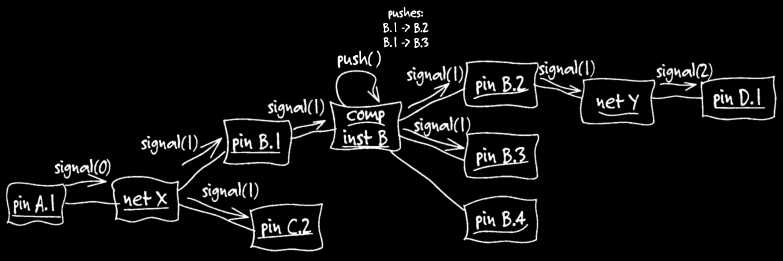 pushes:
B.1 -> B.2
B.1 -> B.3
push()
signal(1)
pin B.2
signal(1)
signal(2)
net Y
pin D.1
signal(1)
comp
inst B
signal(1)
pin B.3
signal(1)
pin B.1
signal(0)
pin A.1
net X
signal(1)
pin C.2
pin B.4